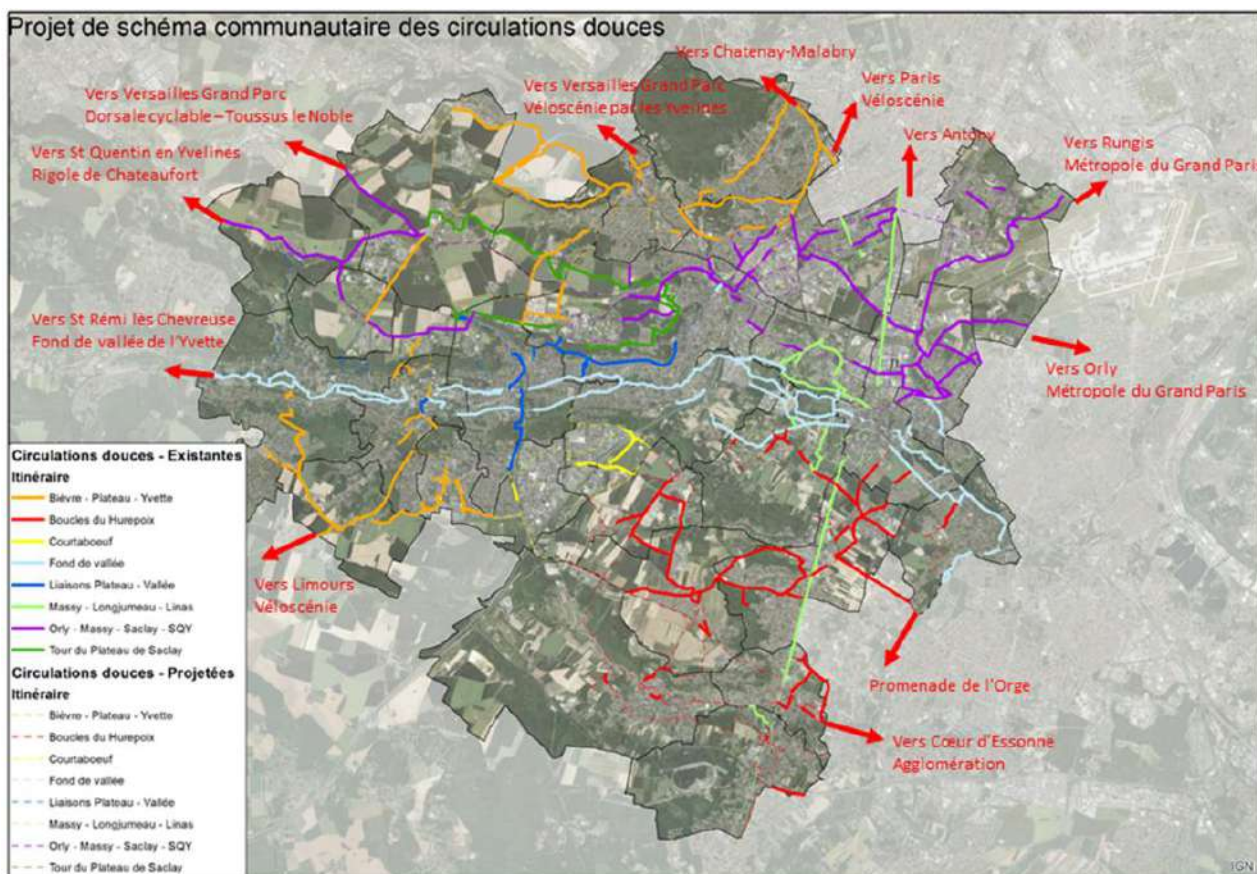 Projet de schéma communautaire des circulations douces
Vers Chatenay-Malabry
Vers Versailles Grand Parc
Dorsale cyclable – Toussus le Noble
Vers Versailles Grand Parc
Véloscénie par les Yvelines
Vers Paris
Véloscénie
Vers Antony
Vers Rungis
Métropole du Grand Paris
Vers St Quentin en Yvelines
Rigole de Chateaufort
Vers St Rémi lès Chevreuse
Fond de vallée de l'Yvette
Vers Orly
Métropole du Grand Paris
Circulations douces - Existantes
Itinéraire
Bièvre - Plateau - Yvette
Boucles du Hurepoix
Courtaboeuf
Fond de vallée
Liaisons Plateau - Vallée
Massy - Longjumeau - Linas
Orly - Massy - Saclay - SQY
Tour du Plateau de Saclay
Circulations douces - Projetées
Itinéraire
Bièvre - Plateau - Yvette
Boucles du Hurepoix
Courtaboeuf
Fond de vallée
Liaisons Plateau - Vallée
Massy - Longjumeau - Linas
Orly - Massy - Saclay - SQY
Tour du Plateau de Saclay
Vers Limours
Véloscénie
Promenade de l'Orge
Vers Cœur d'Essonne
Agglomération
IGN